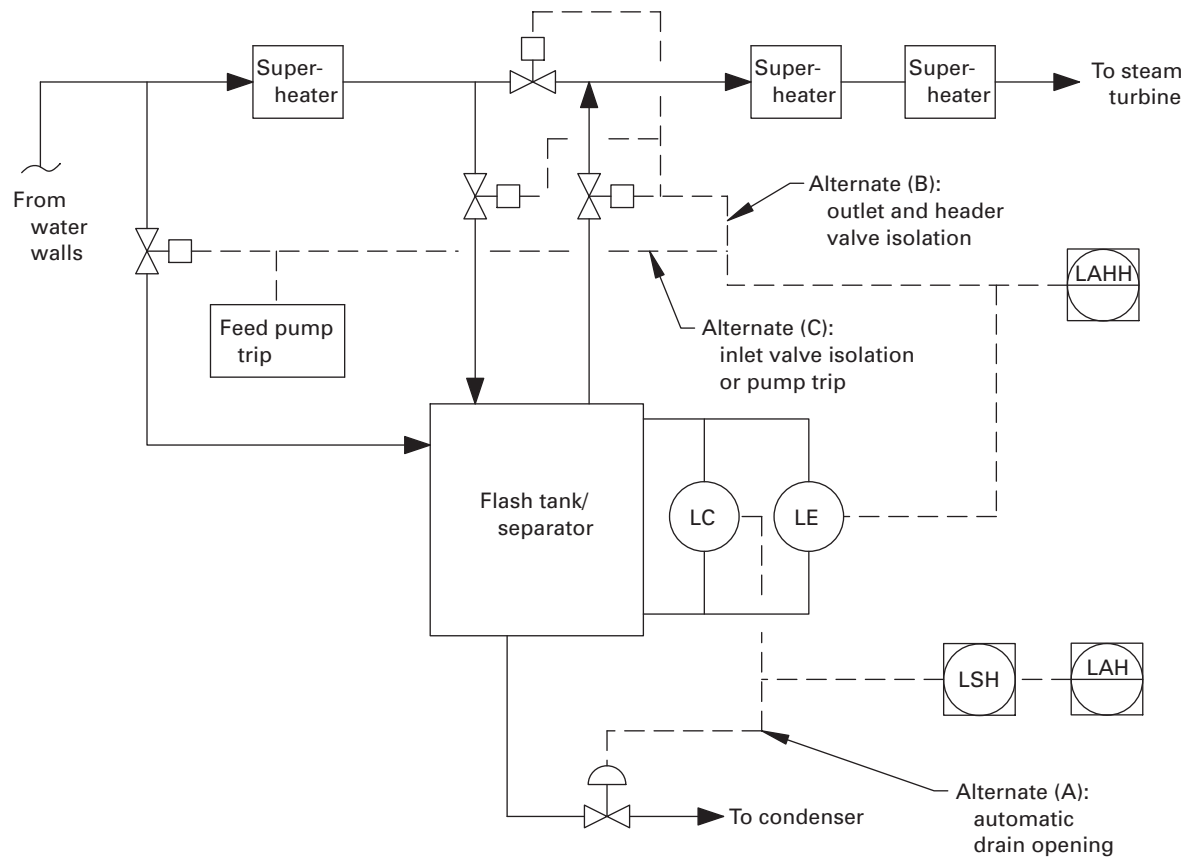 Super-
heater
Super-
heater
Super-
heater
To steam
turbine
From
water
walls
Alternate (B):
outlet and header
valve isolation
LAHH
Feed pump
trip
Alternate (C):
inlet valve isolation
or pump trip
Flash tank/
separator
LC
LE
LSH
LAH
To condenser
Alternate (A):
automatic
drain opening